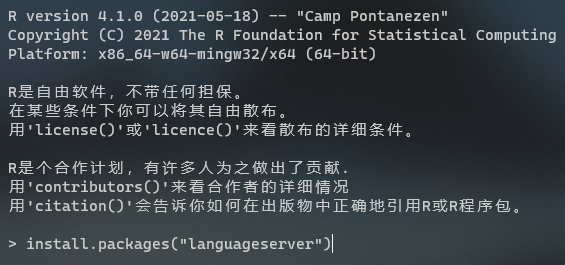 R version 4.1.0 (2021-05-18) -- "Camp Pontanezen"
Copyright (C) 2021 The R Foundation for Statistical Computing
Platform: x86_64-w64-mingw32/x64 (64-bit)
R是自由软件，不带任何担保。
在某些条件下你可以将其自由散布。
用'license()'或'licence()'来看散布的详细条件。
R是个合作计划，有许多人为之做出了贡献.
用'contributors()'来看合作者的详细情况
用'citation()'会告诉你如何在出版物中正确地引用R或R程序包。
> install.packages("languageserver")